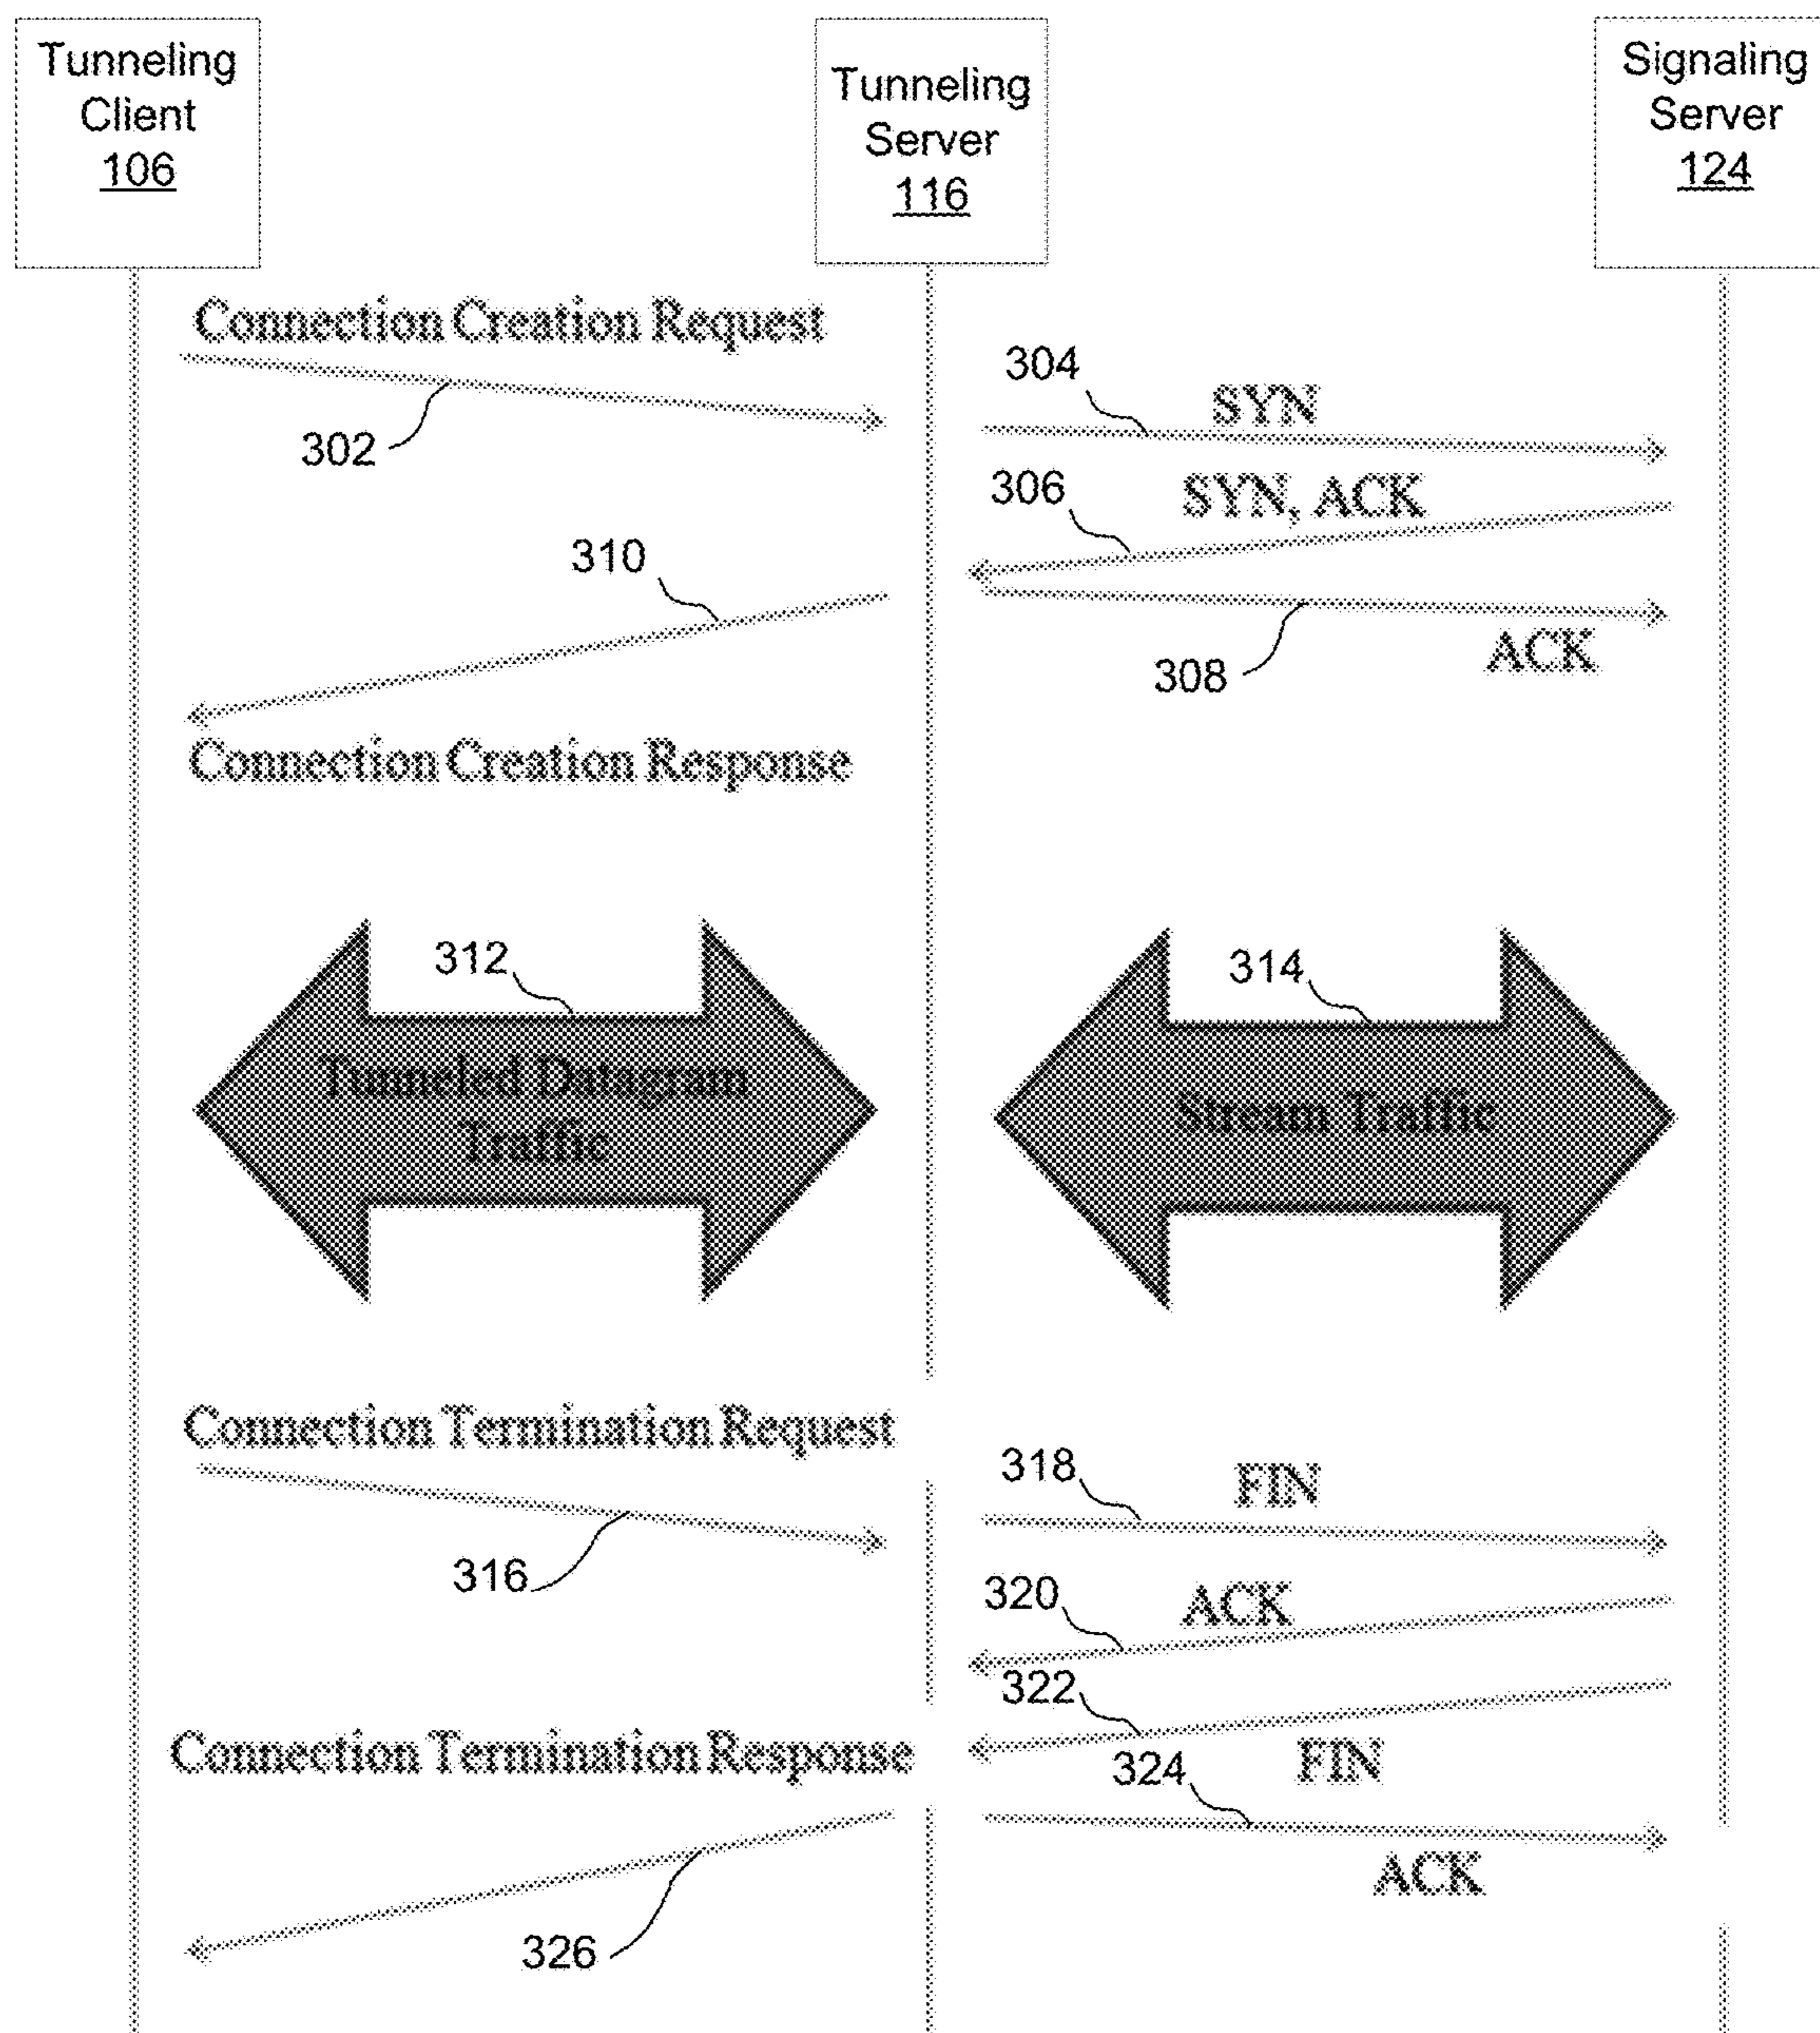 Tunneling
Client
106
Tunneling
Server
116
Signaling
Server
124
Connection Creation Request
302
304
SYN
306
SYN, ACK
310
308
ACK
Connection Creation Response
312
Tunneled Datagram
Traffic
314
Stream Traffic
Connection Termination Request
316
318
FIN
320
ACK
322
FIN
Connection Termination Response
324
ACK
326